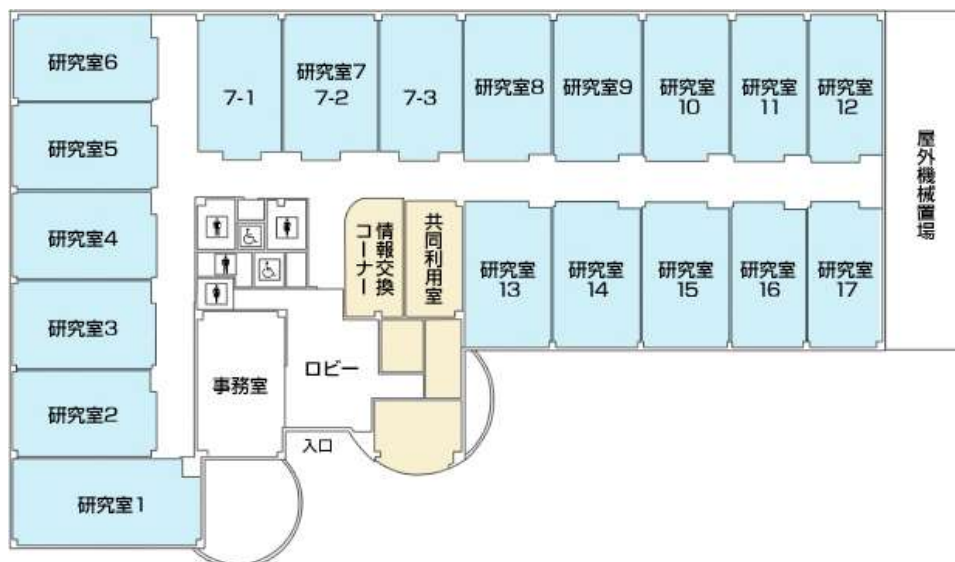 研究室6
研究室5
研究室4
研究室3
研究室2
研究室1
7-1
研究室7
7-2
7-3
研究室8
研究室9
研究室
10
研究室
11
研究室
12
屋外機械置場
情報交換
コーナー
共同利用室
研究室
13
研究室
14
研究室
15
研究室
16
研究室
17
事務室
ロビー
入口